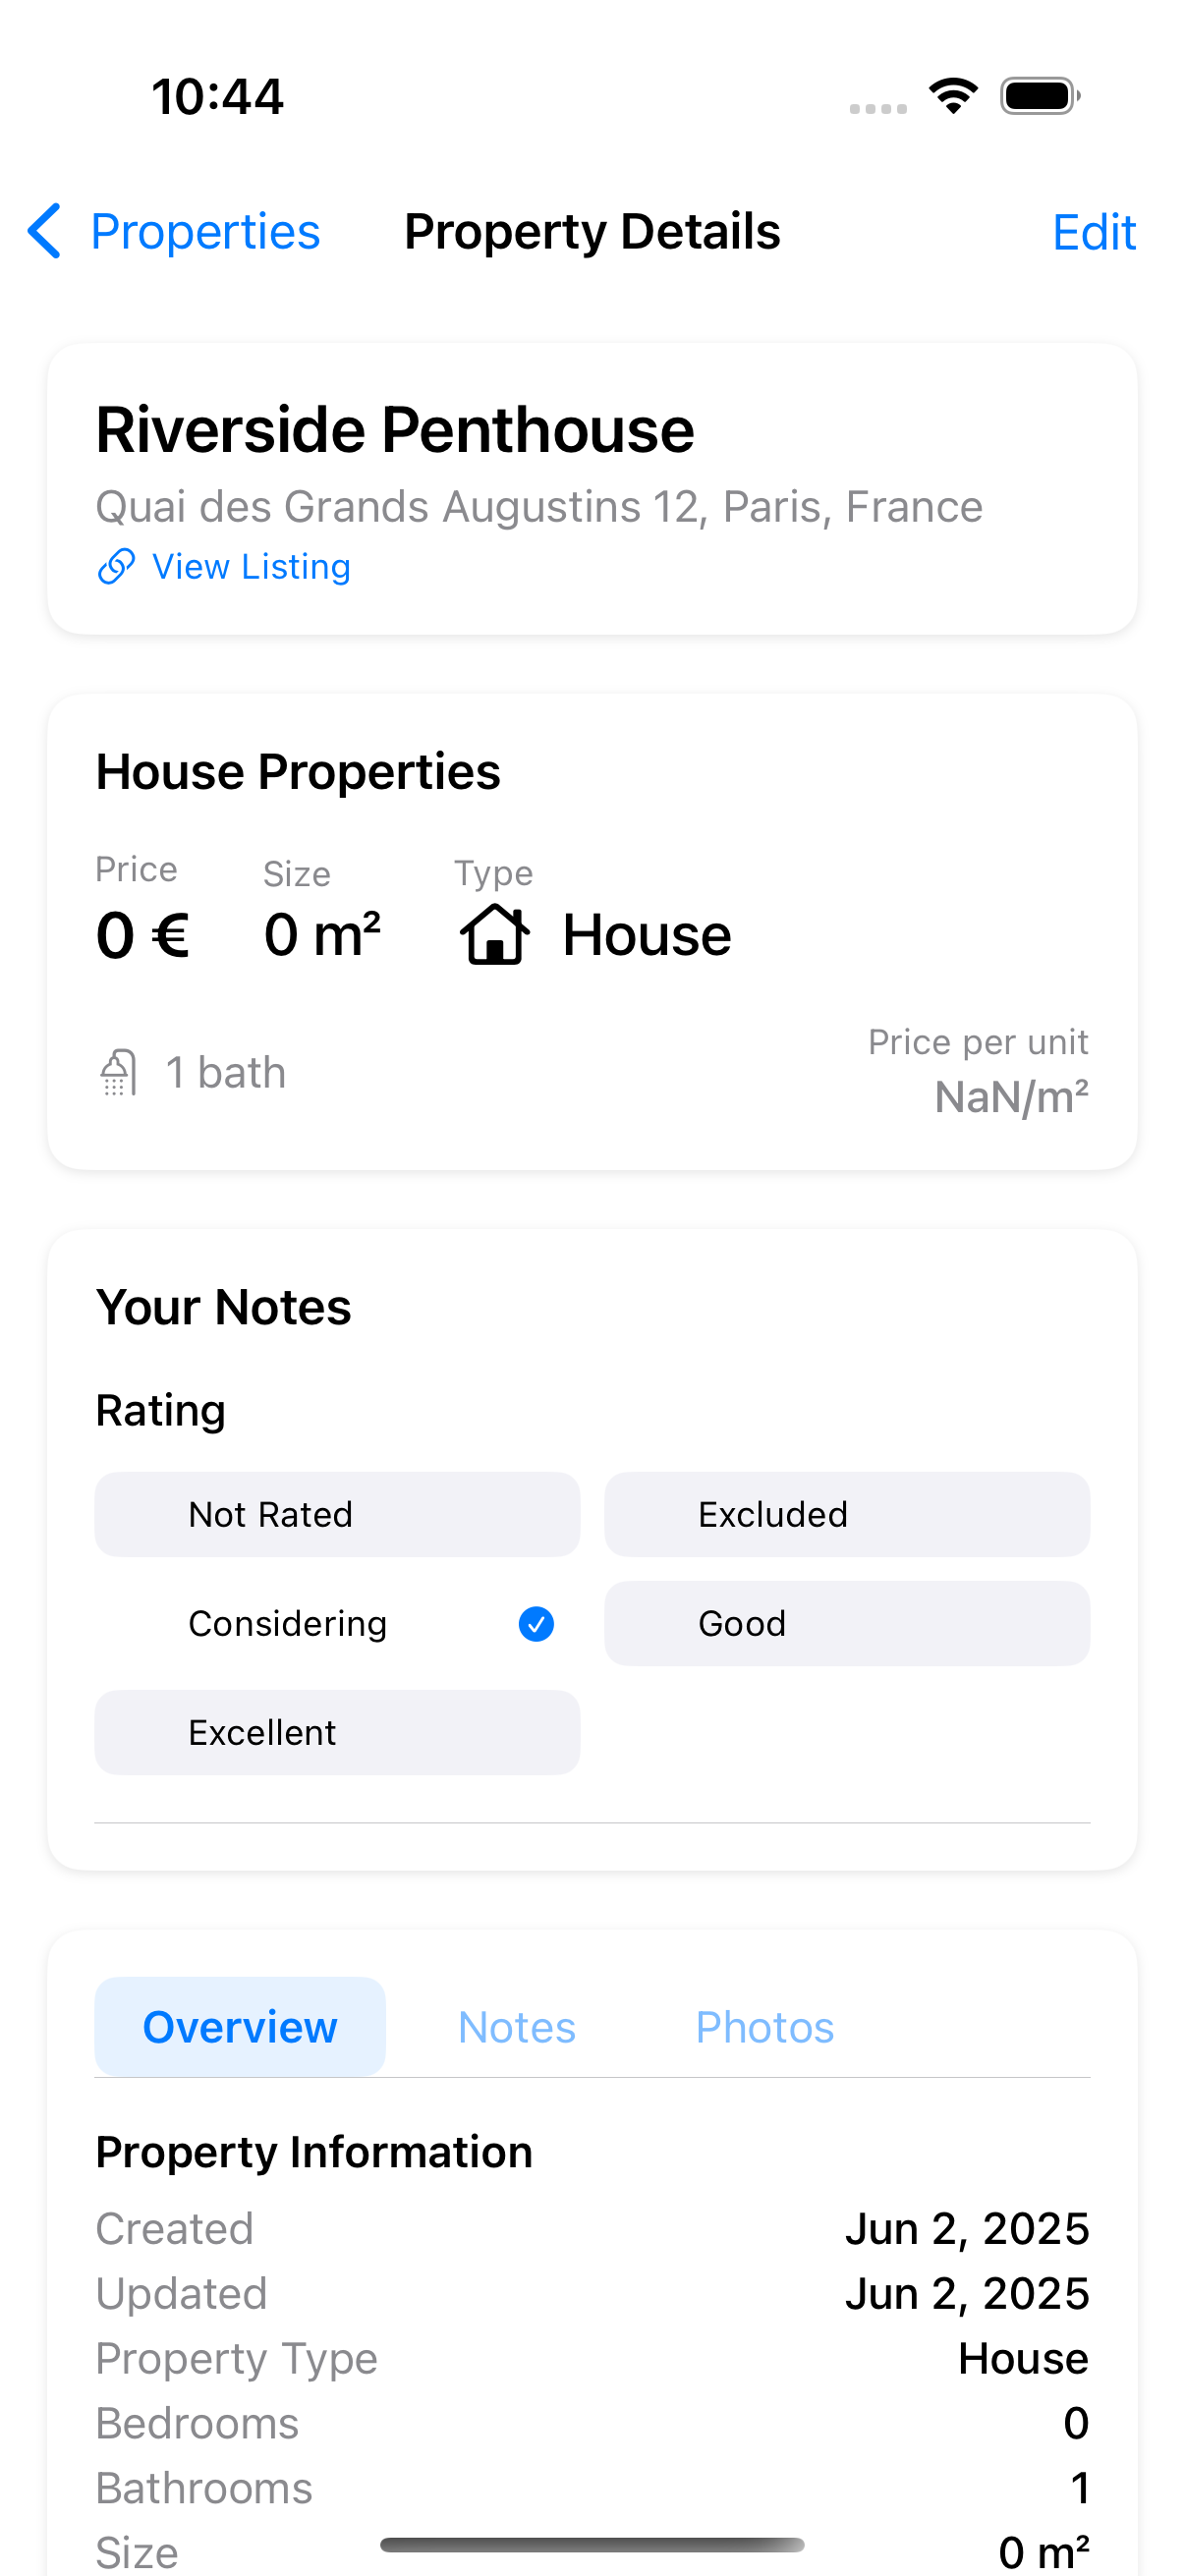 10:44
Properties
Property Details
Edit
Riverside Penthouse
Quai des Grands Augustins 12, Paris, France
View Listing
House Properties
Price Size Type
0 € 0 m² House
Price per unit
1 bath
NaN/m²
Your Notes
Rating
Not Rated
Excluded
Considering
Good
Excellent
Overview Notes Photos
Property Information
Created Jun 2, 2025
Updated Jun 2, 2025
Property Type House
Bedrooms 0
Bathrooms 1
Size 0 m²